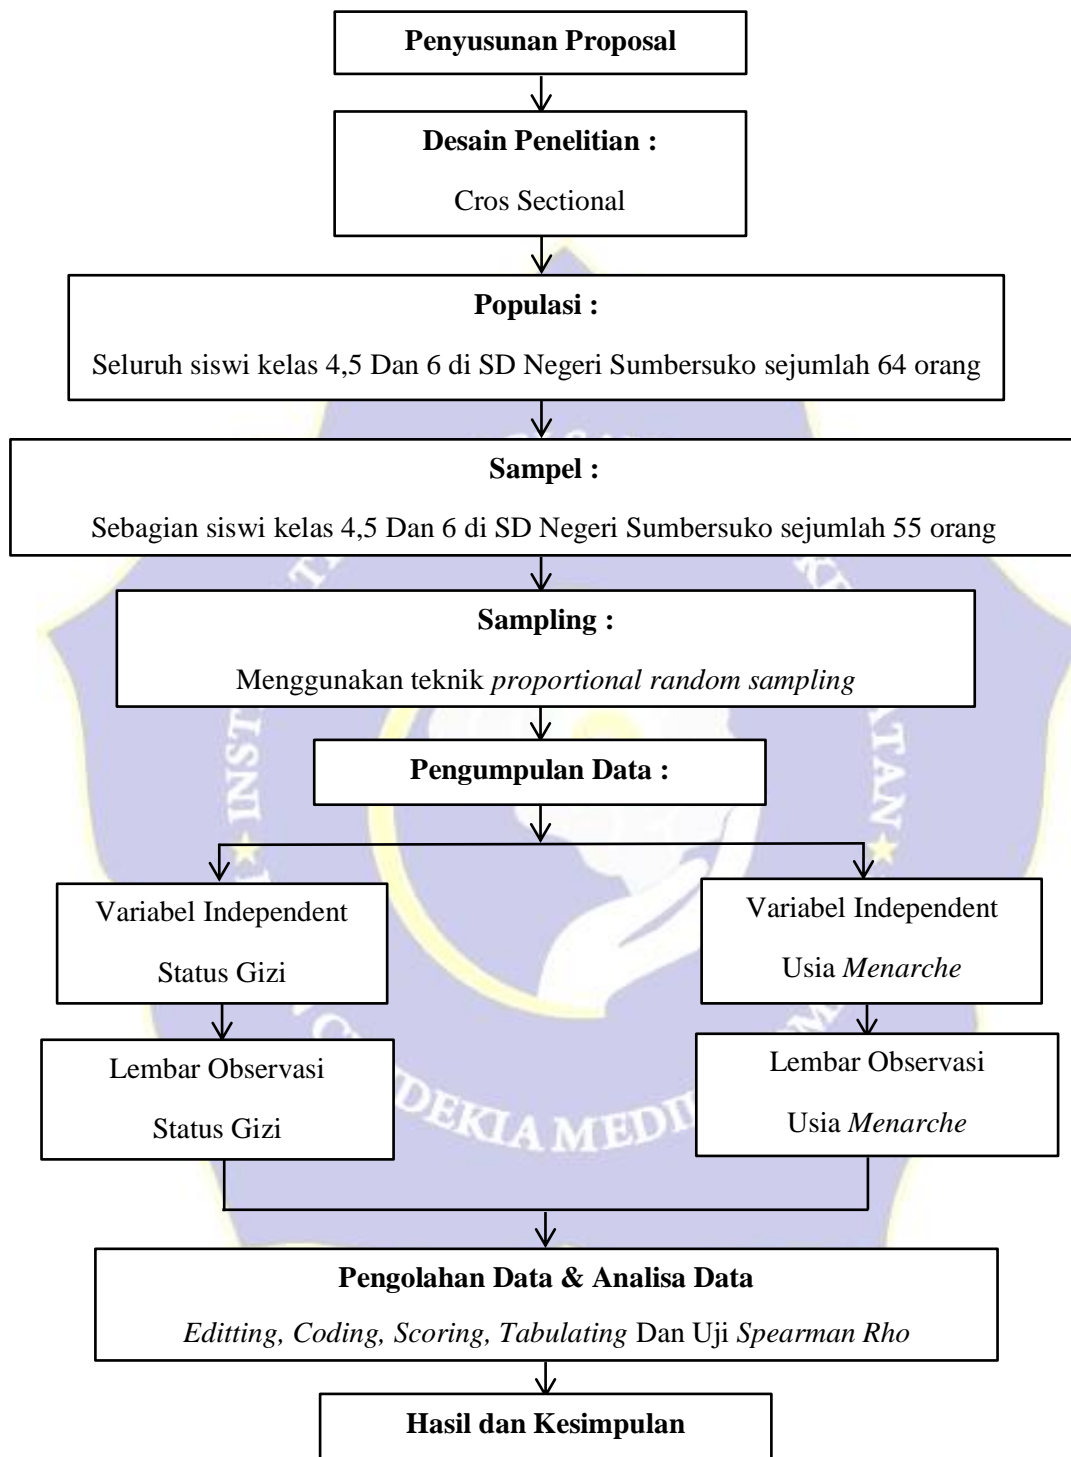 Penyusunan Proposal
Desain Penelitian :
Cros Sectional
Populasi :
Seluruh siswi kelas 4,5 Dan 6 di SD Negeri Sumbersuko sejumlah 64 orang
Sampel :
Sebagian siswi kelas 4,5 Dan 6 di SD Negeri Sumbersuko sejumlah 55 orang
Sampling :
Menggunakan teknik proportional random sampling
Pengumpulan Data :
Variabel Independent
Status Gizi
Variabel Independent
Usia Menarche
Lembar Observasi
Status Gizi
Lembar Observasi
Usia Menarche
Pengolahan Data & Analisa Data
Editting, Coding, Scoring, Tabulating Dan Uji Spearman Rho
Hasil dan Kesimpulan